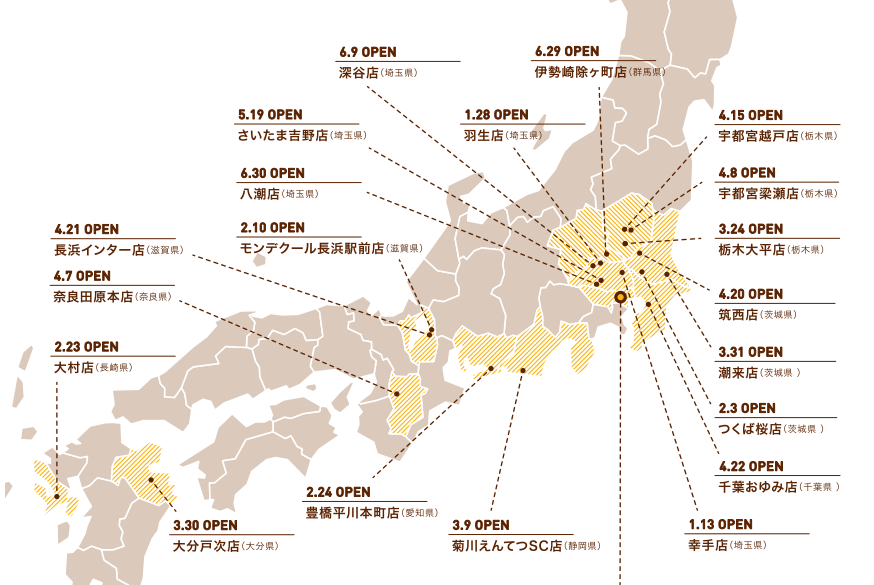 6.9 OPEN
深谷店（埼玉県）
6.29 OPEN
伊勢崎除ヶ町店（群馬県）
5.19 OPEN
さいたま吉野店（埼玉県）
1.28 OPEN
羽生店（埼玉県）
4.15 OPEN
宇都宮越戸店（栃木県）
6.30 OPEN
八潮店（埼玉県）
4.8 OPEN
宇都宮梁瀬店（栃木県）
4.21 OPEN
長浜インター店（滋賀県）
2.10 OPEN
モンデクール長浜駅前店（滋賀県）
3.24 OPEN
栃木大平店（栃木県）
4.7 OPEN
奈良田原本店（奈良県）
4.20 OPEN
筑西店（茨城県）
2.23 OPEN
大村店（長崎県）
3.31 OPEN
潮来店（茨城県 ）
2.3 OPEN
つくば桜店（茨城県 ）
4.22 OPEN
千葉おゆみ店（千葉県 ）
2.24 OPEN
豊橋平川本町店（愛知県）
3.30 OPEN
大分戸次店（大分県）
3.9 OPEN
菊川えんてつSC店（静岡県）
1.13 OPEN
幸手店（埼玉県）